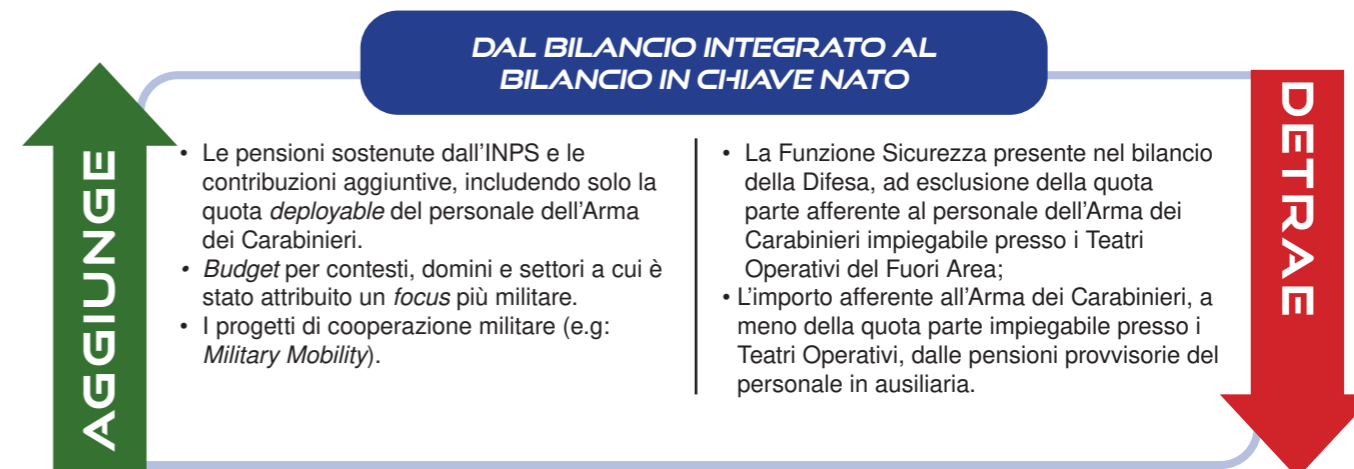 DAL BILANCIO INTEGRATO AL
BILANCIO IN CHIAVE NATO
AGGIUNGE
• Le pensioni sostenute dall'INPS e le
contribuzioni aggiuntive, includendo solo la
quota deployable del personale dell'Arma
dei Carabinieri.
• Budget per contesti, domini e settori a cui è
stato attribuito un focus più militare.
• I progetti di cooperazione militare (e.g:
Military Mobility).
• La Funzione Sicurezza presente nel bilancio
della Difesa, ad esclusione della quota
parte afferente al personale dell'Arma dei
Carabinieri impiegabile presso i Teatri
Operativi del Fuori Area;
• L'importo afferente all'Arma dei Carabinieri, a
meno della quota parte impiegabile presso i
Teatri Operativi, dalle pensioni provvisorie del
personale in ausiliaria.
DETRAE